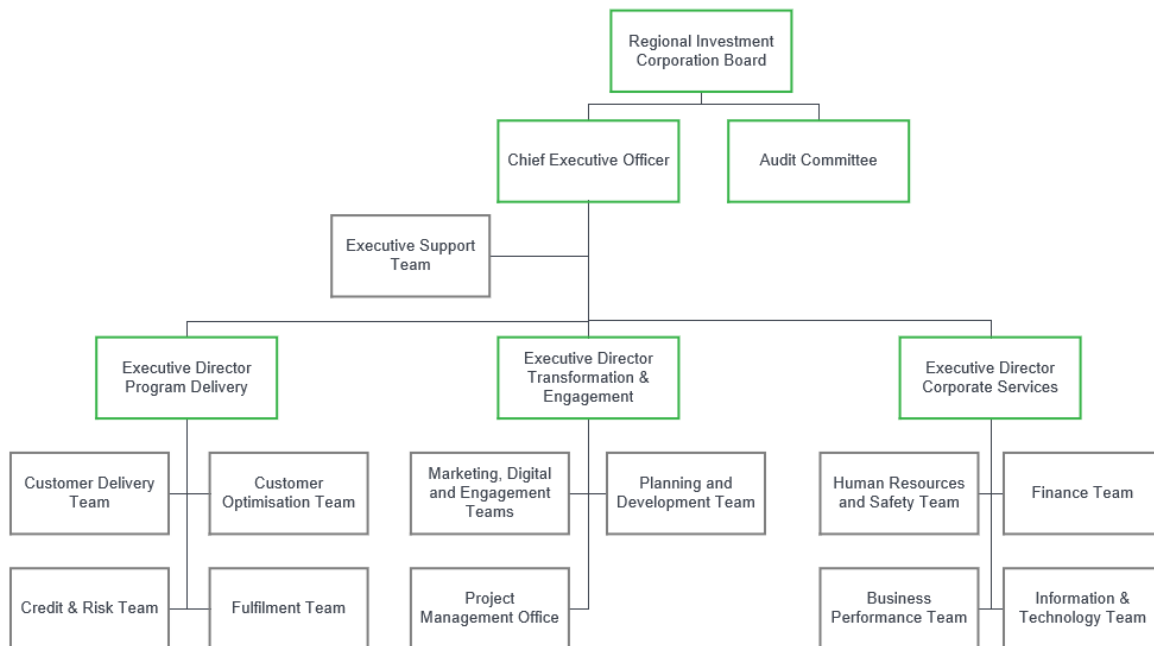 Regional Investment
Corporation Board
Chief Executive Officer
Audit Committee
Executive Support
Team
Executive Director
Program Delivery
Executive Director
Transformation &
Engagement
Executive Director
Corporate Services
Customer Delivery
Team
Customer
Optimisation Team
Marketing, Digital
and Engagement
Teams
Planning and
Development Team
Human Resources
and Safety Team
Finance Team
Credit & Risk Team
Fulfilment Team
Project
Management Office
Business
Performance Team
Information &
Technology Team